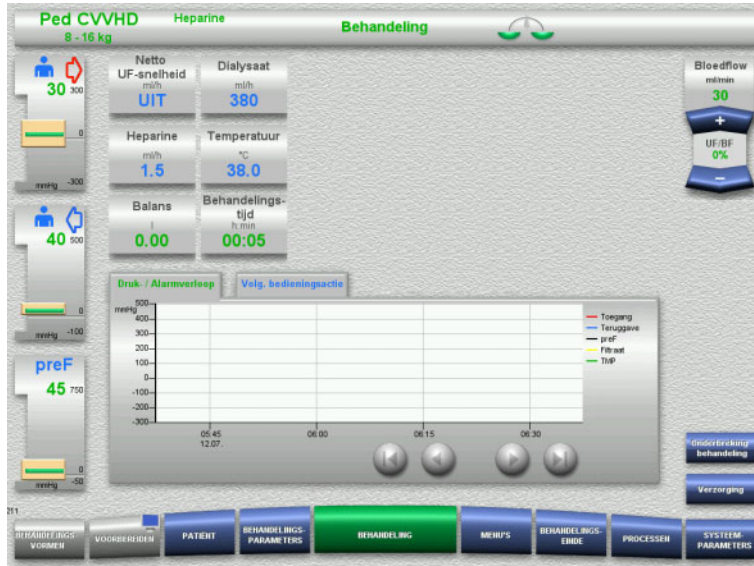 Ped CVVHD
8 - 16 kg
Heparine
Behandeling
30
300
0
mmHg
-300
40
500
0
mmHg
-100
preF
45
750
0
mmHg
-50
Netto
UF-snelheid
ml/h
UIT
Dialysaat
ml/h
380
Heparine
ml/h
1.5
Temperatuur
°C
38.0
Balans
l
0.00
Behandelings-
tijd
h:min
00:05
Bloedflow
ml/min
30
+
UF/BF
0%
−
Druk- / Alarmverloop
Volg. bedieningsactie
mmHg
500
400
300
200
100
0
-100
-200
-300
05:45
12.07.
06:00
06:15
06:30
Toegang
Teruggave
preF
Filtraat
TMP
Onderbreking
behandeling
Verzorging
211
BEHANDELINGS-
VORMEN
VOORBEREIDEN
PATIËNT
BEHANDELINGS-
PARAMETERS
BEHANDELING
MENU'S
BEHANDELINGS-
EINDE
PROCESSEN
SYSTEEM-
PARAMETERS